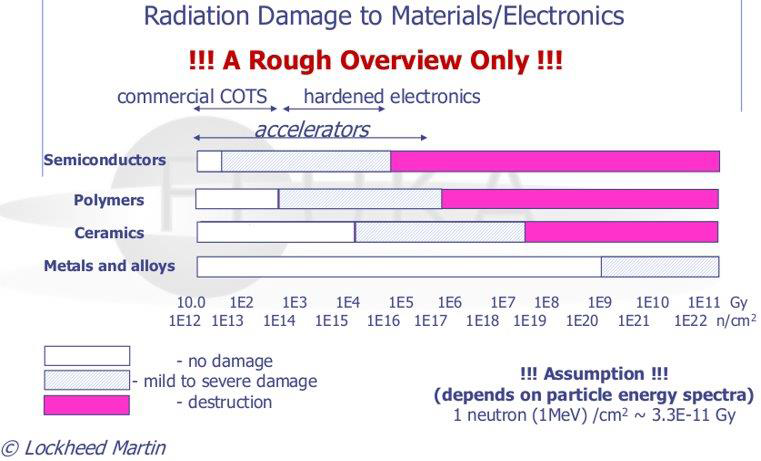 Radiation Damage to Materials/Electronics
!!! A Rough Overview Only !!!
commercial COTS hardened electronics
accelerators
FLUKA
Semiconductors
Polymers
Ceramics
Metals and alloys
10.0 1E2 1E3 1E4 1E5 1E6 1E7 1E8 1E9 1E10 1E11 Gy
1E12 1E13 1E14 1E15 1E16 1E17 1E18 1E19 1E20 1E21 1E22 n/cm²
- no damage
- mild to severe damage
- destruction
!!! Assumption !!!
(depends on particle energy spectra)
1 neutron (1MeV) /cm² ~ 3.3E-11 Gy
© Lockheed Martin